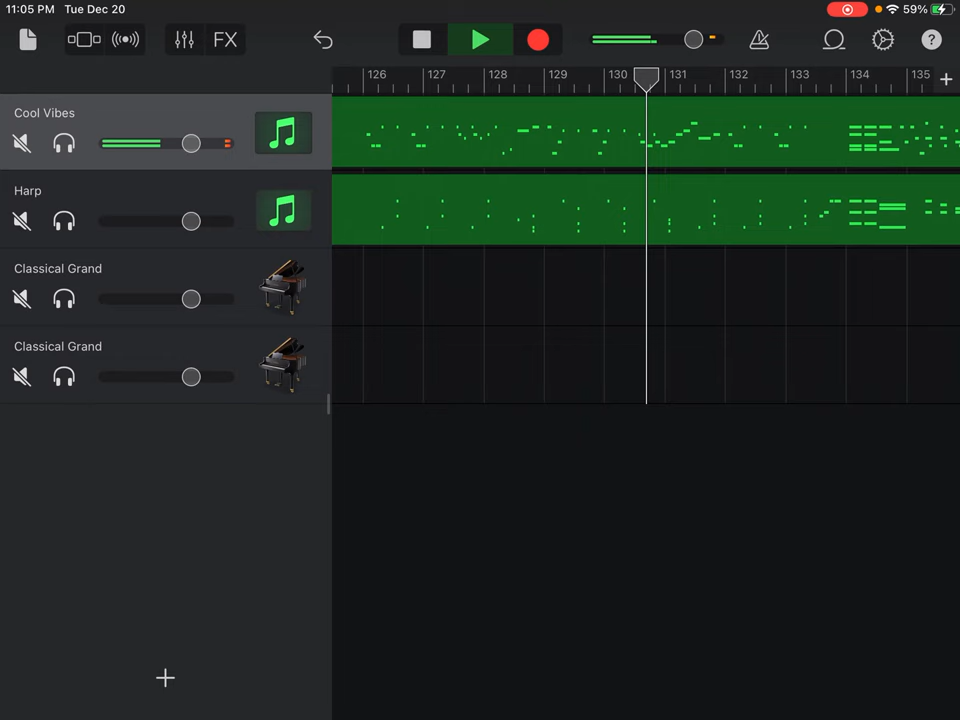 11:05 PM Tue Dec 20 59%
FX ?
126 127 128 129 130 131 132 133 134 135 +
Cool Vibes
Harp
Classical Grand
Classical Grand
+